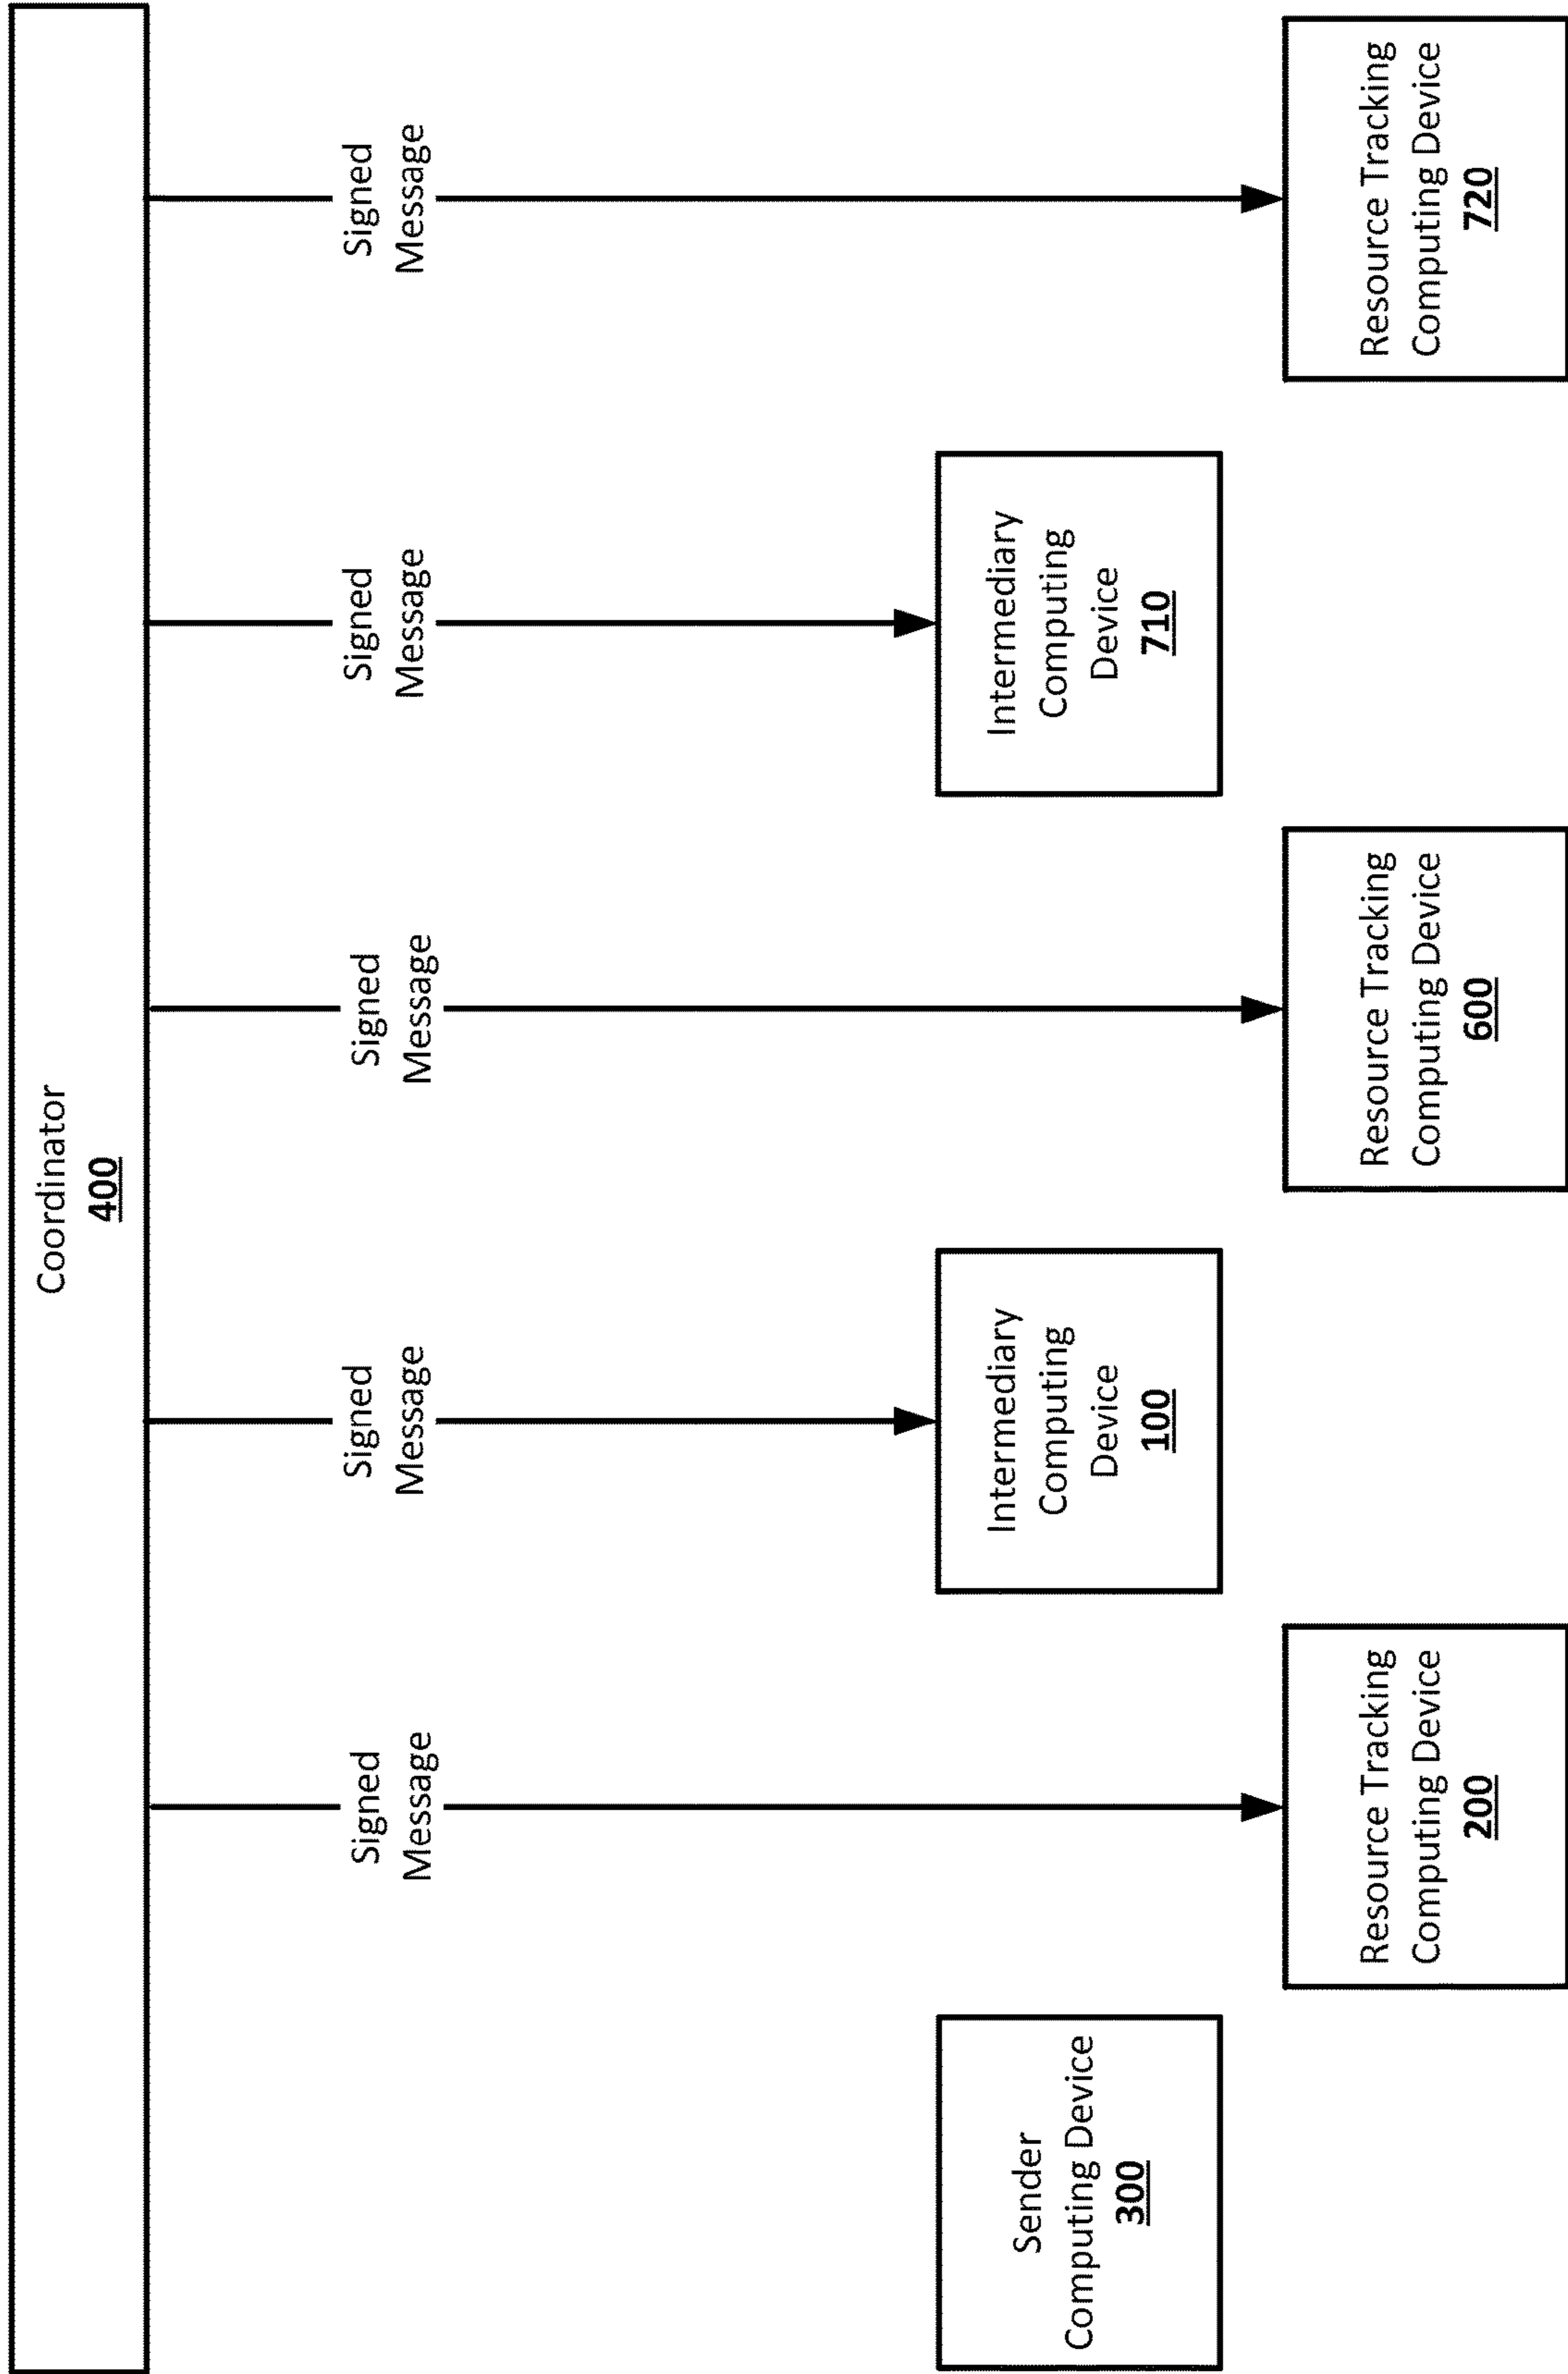 Coordinator
400
Signed
Message
Signed
Message
Signed
Message
Signed
Message
Signed
Message
Sender
Computing Device
300
Intermediary
Computing
Device
100
Intermediary
Computing
Device
710
Resource Tracking
Computing Device
200
Resource Tracking
Computing Device
600
Resource Tracking
Computing Device
720